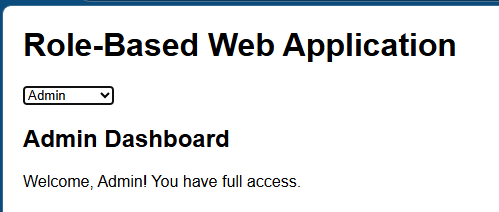 Role-Based Web Application
Admin
Admin Dashboard
Welcome, Admin! You have full access.